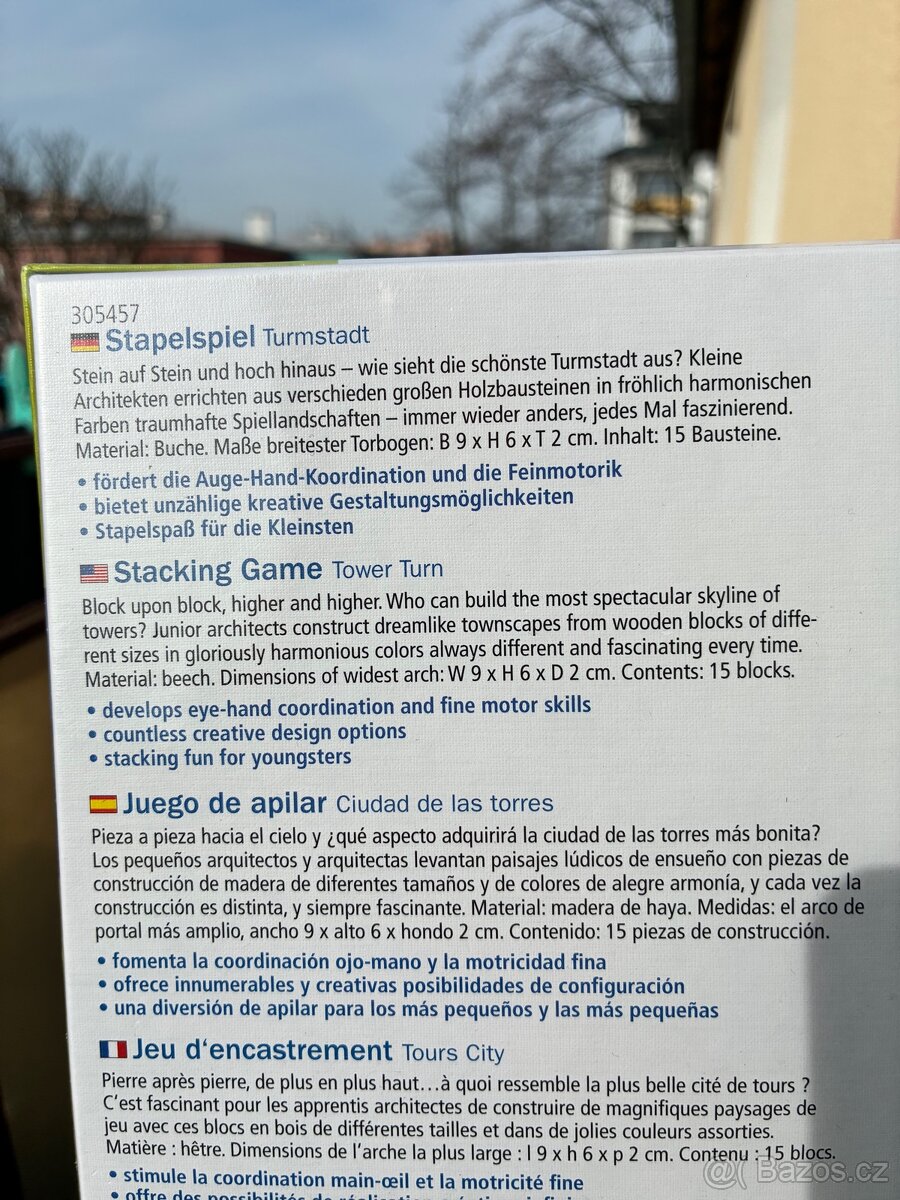 305457
Stapelspiel Turmstadt
Stein auf Stein und hoch hinaus – wie sieht die schönste Turmstadt aus? Kleine
Architekten errichten aus verschieden großen Holzbausteinen in fröhlich harmonischen
Farben traumhafte Spiellandschaften – immer wieder anders, jedes Mal faszinierend.
Material: Buche. Maße breitester Torbogen: B 9 x H 6 x T 2 cm. Inhalt: 15 Bausteine.
• fördert die Auge-Hand-Koordination und die Feinmotorik
• bietet unzählige kreative Gestaltungsmöglichkeiten
• Stapelspaß für die Kleinsten
Stacking Game Tower Turn
Block upon block, higher and higher. Who can build the most spectacular skyline of
towers? Junior architects construct dreamlike townscapes from wooden blocks of diffe-
rent sizes in gloriously harmonious colors always different and fascinating every time.
Material: beech. Dimensions of widest arch: W 9 x H 6 x D 2 cm. Contents: 15 blocks.
• develops eye-hand coordination and fine motor skills
• countless creative design options
• stacking fun for youngsters
Juego de apilar Ciudad de las torres
Pieza a pieza hacia el cielo y ¿qué aspecto adquirirá la ciudad de las torres más bonita?
Los pequeños arquitectos y arquitectas levantan paisajes lúdicos de ensueño con piezas de
construcción de madera de diferentes tamaños y de colores de alegre armonía, y cada vez la
construcción es distinta, y siempre fascinante. Material: madera de haya. Medidas: el arco de
portal más amplio, ancho 9 x alto 6 x hondo 2 cm. Contenido: 15 piezas de construcción.
• fomenta la coordinación ojo-mano y la motricidad fina
• ofrece innumerables y creativas posibilidades de configuración
• una diversión de apilar para los más pequeños y las más pequeñas
Jeu d‘encastrement Tours City
Pierre après pierre, de plus en plus haut…à quoi ressemble la plus belle cité de tours ?
C‘est fascinant pour les apprentis architectes de construire de magnifiques paysages de
jeu avec ces blocs en bois de différentes tailles et dans de jolies couleurs assorties.
Matière : hêtre. Dimensions de l‘arche la plus large : l 9 x h 6 x p 2 cm. Contenu : 15 blocs.
• stimule la coordination main-œil et la motricité fine
• offre des possibilités de
Bazos.cz